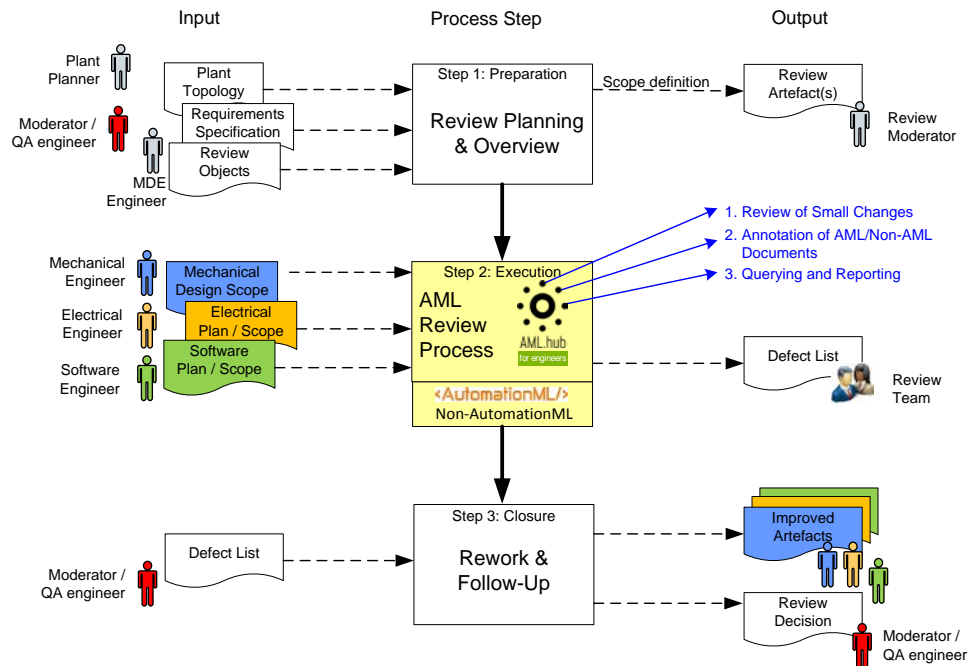 Input
Process Step
Output
Plant
Planner
Moderator /
QA engineer
MDE
Engineer
Plant
Topology
Requirements
Specification
Review
Objects
Step 1: Preparation
Review Planning
& Overview
Scope definition
Review
Artefact(s)
Review
Moderator
1. Review of Small Changes
2. Annotation of AML/Non-AML
Documents
3. Querying and Reporting
Mechanical
Engineer
Electrical
Engineer
Software
Engineer
Mechanical
Design Scope
Electrical
Plan / Scope
Software
Plan / Scope
Step 2: Execution
AML
Review
Process
AML.hub
for engineers
<AutomationML/>
Non-AutomationML
Defect List
Review
Team
Moderator /
QA engineer
Defect List
Step 3: Closure
Rework &
Follow-Up
Improved
Artefacts
Review
Decision
Moderator /
QA engineer